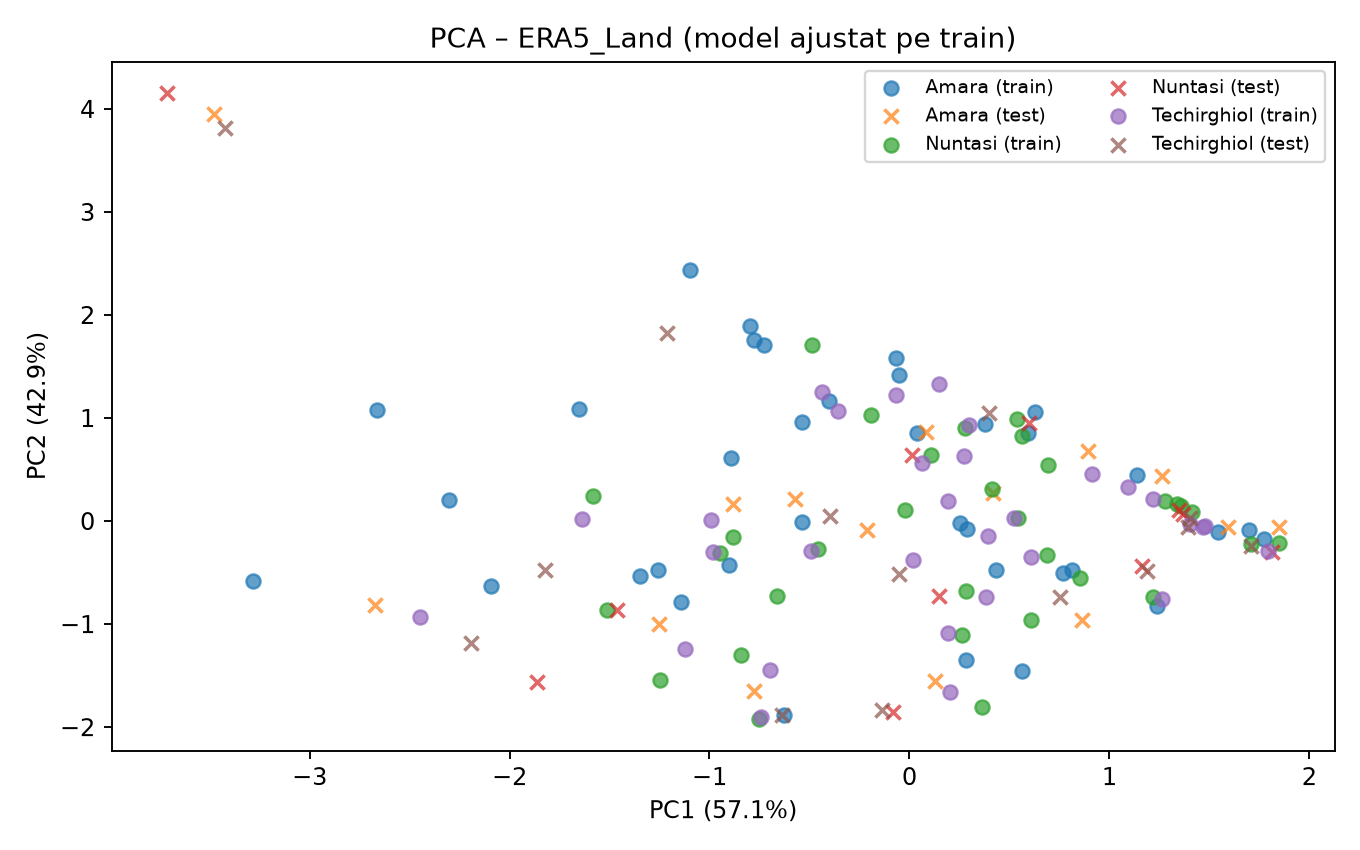 PCA – ERA5_Land (model ajustat pe train)
Amara (train)
Amara (test)
Nuntasi (train)
Nuntasi (test)
Techirghiol (train)
Techirghiol (test)
PC2 (42.9%)
4
3
2
1
0
−1
−2
−3
−2
−1
0
1
2
PC1 (57.1%)